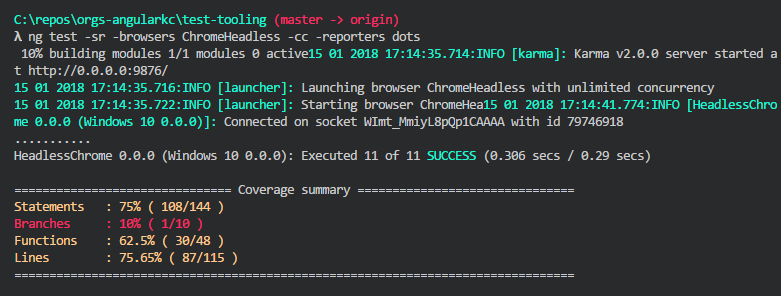 C:\repos\orgs-angularkc\test-tooling (master -> origin)
λ ng test -sr -browsers ChromeHeadless -cc -reporters dots
 10% building modules 1/1 modules 0 active15 01 2018 17:14:35.714:INFO [karma]: Karma v2.0.0 server started a
t http://0.0.0.0:9876/
15 01 2018 17:14:35.716:INFO [launcher]: Launching browser ChromeHeadless with unlimited concurrency
15 01 2018 17:14:35.722:INFO [launcher]: Starting browser ChromeHea15 01 2018 17:14:41.774:INFO [HeadlessChro
me 0.0.0 (Windows 10 0.0.0)]: Connected on socket WImt_MmiyL8pQp1CAAAA with id 79746918
...........
HeadlessChrome 0.0.0 (Windows 10 0.0.0): Executed 11 of 11 SUCCESS (0.306 secs / 0.29 secs)
=============================== Coverage summary ===============================
Statements   : 75% ( 108/144 )
Branches     : 10% ( 1/10 )
Functions    : 62.5% ( 30/48 )
Lines        : 75.65% ( 87/115 )
================================================================================